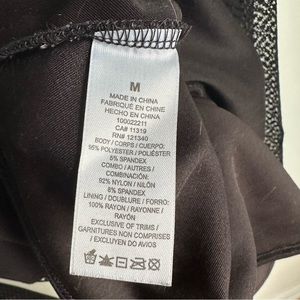 M
MADE IN CHINA
FABRIQUÉ EN CHINE
HECHO EN CHINA
100022211
CA# 11319
RN# 121340
BODY / CORPS / CUERPO:
95% POLYESTER / POLIÉSTER
5% SPANDEX
COMBO / AUTRES /
COMBINACIÓN:
92% NYLON / NILÓN
8% SPANDEX
LINING / DOUBLURE / FORRO:
100% RAYON / RAYONNE /
RAYÓN
EXCLUSIVE OF TRIMS /
GARNITURES NON COMPRISES
/ EXCLUYE DO AVIOS